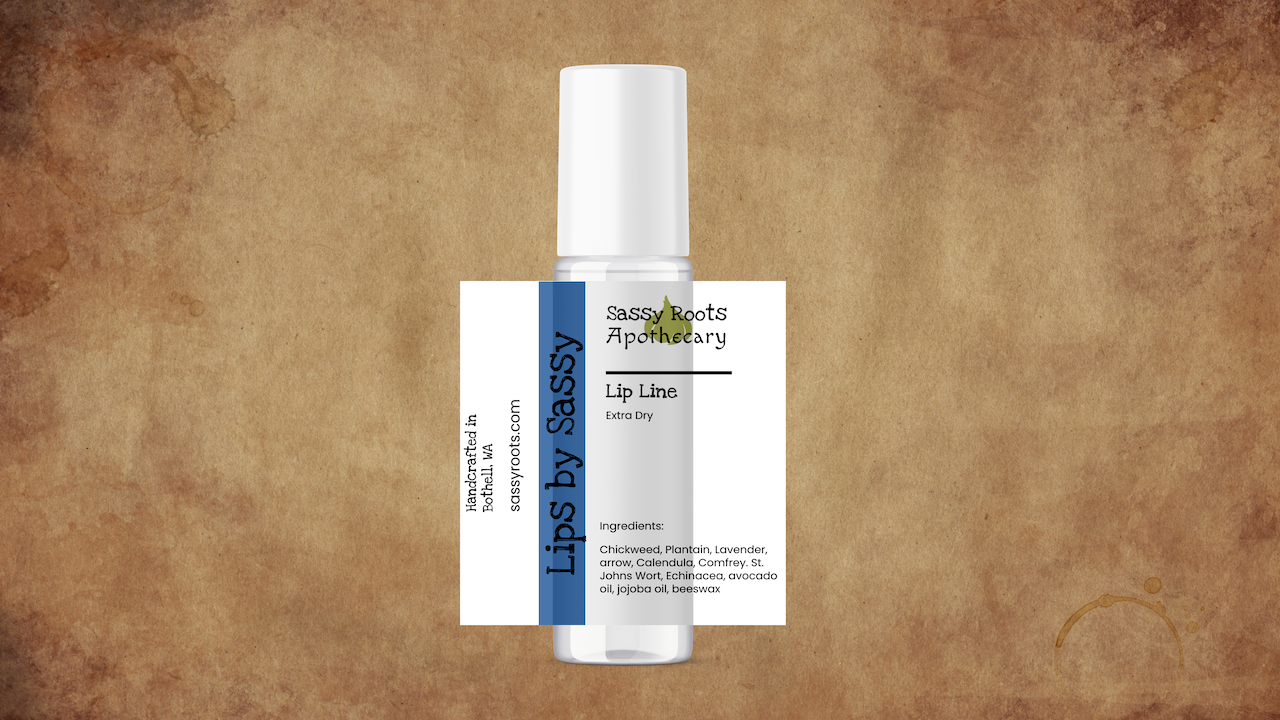 Handcrafted in
Bothell, WA
sassyroots.com
Lips by Sassy
Sassy Roots
Apothecary
Lip Line
Extra Dry
Ingredients:
Chickweed, Plantain, Lavender,
arrow, Calendula, Comfrey. St.
Johns Wort, Echinacea, avocado
oil, jojoba oil, beeswax